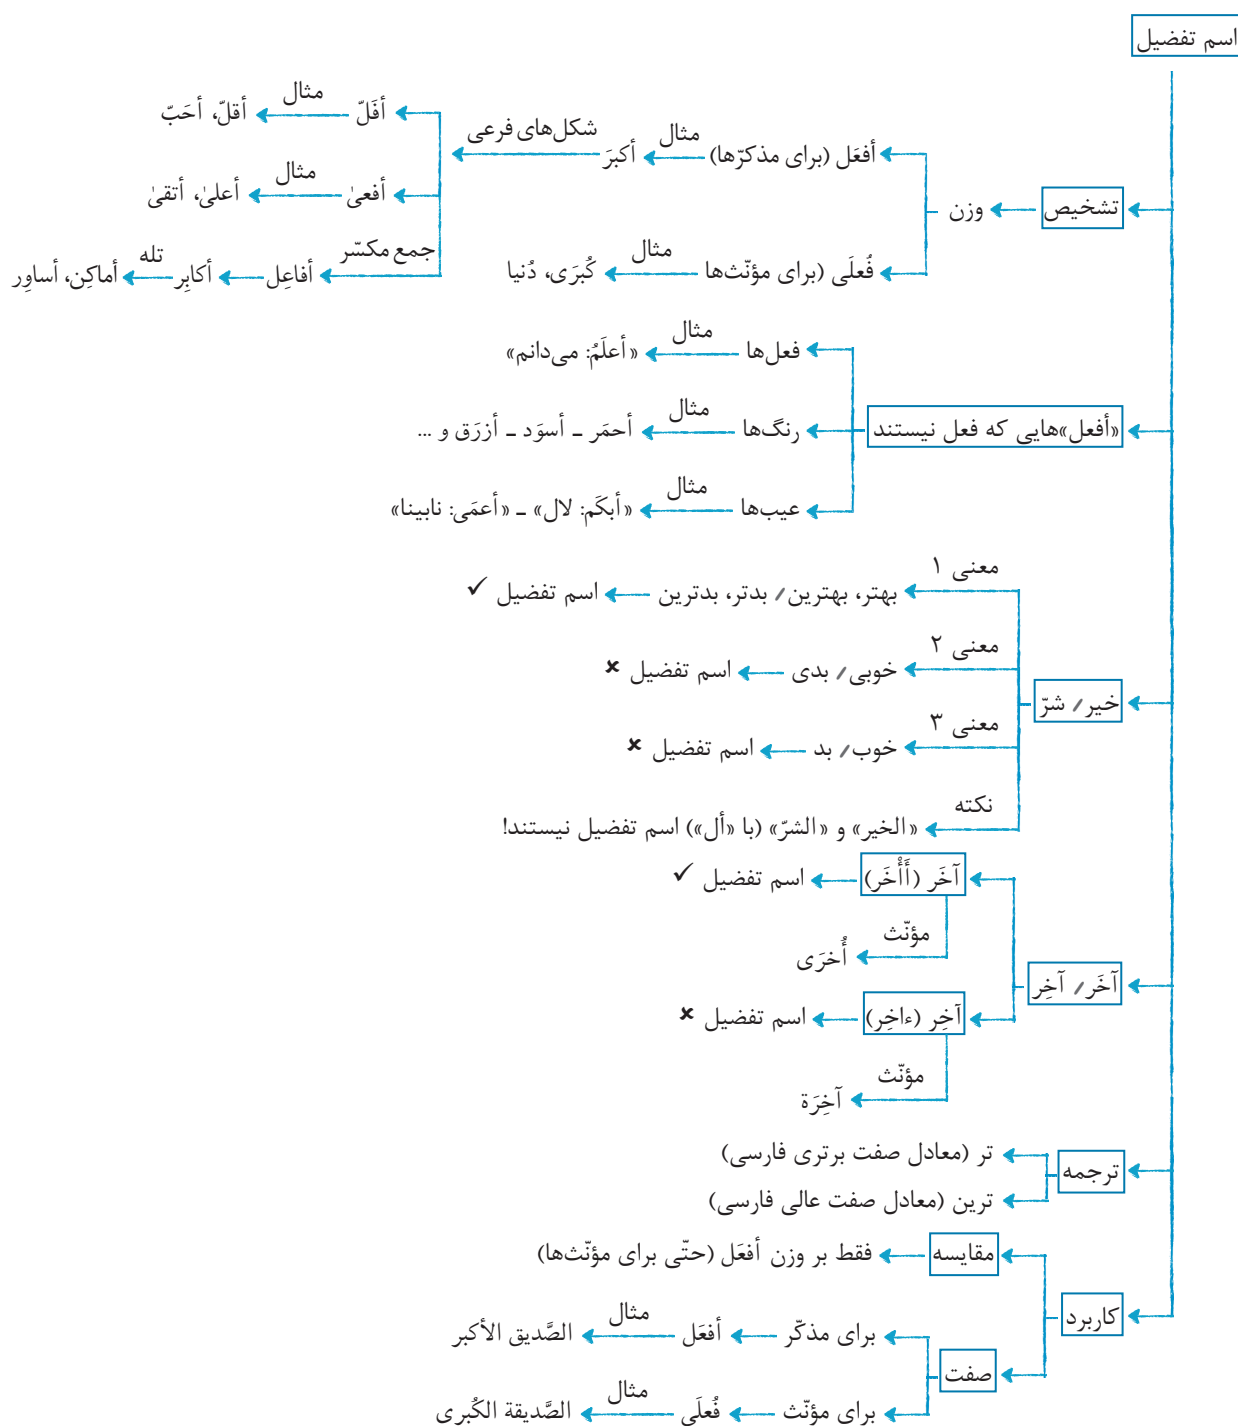 اسم تفضیل
تشخیص
وزن
أفعَل (برای مذکرّها)
مثال
أکبرَ
شکل‌های فرعی
أفَلّ
مثال
أقلّ، أحَبّ
أفعیٰ
مثال
أعلیٰ، أتقیٰ
جمع مکسّر
أفاعِل
أکابِر
تله
أماکِن، أساوِر
فُعلَی (برای مؤنّث‌ها
مثال
کُبرَی، دُنیا
«أفعل»هایی که فعل نیستند
فعل‌ها
مثال
«أعلَمُ: می‌دانم»
رنگ‌ها
مثال
أحمَر ـ أسوَد ـ أزرَق و ...
عیب‌ها
مثال
«أبکَم: لال» ـ «أعمَی: نابینا»
خیر / شرّ
معنی ۱
بهتر، بهترین / بدتر، بدترین
اسم تفضیل ✓
معنی ۲
خوبی / بدی
اسم تفضیل ×
معنی ۳
خوب / بد
اسم تفضیل ×
نکته
«الخیر» و «الشرّ» (با «أل») اسم تفضیل نیستند!
آخَر / آخِر
آخَر (أَأْخَر)
اسم تفضیل ✓
مؤنّث
أُخرَی
آخِر (ءاخِر)
اسم تفضیل ×
مؤنّث
آخِرَة
ترجمه
تر (معادل صفت برتری فارسی)
ترین (معادل صفت عالی فارسی)
کاربرد
مقایسه
فقط بر وزن أفعَل (حتّی برای مؤنّث‌ها)
صفت
برای مذکّر
أفعَل
مثال
الصَّدیق الأکبر
برای مؤنّث
فُعلَی
مثال
الصَّدیقة الکُبری